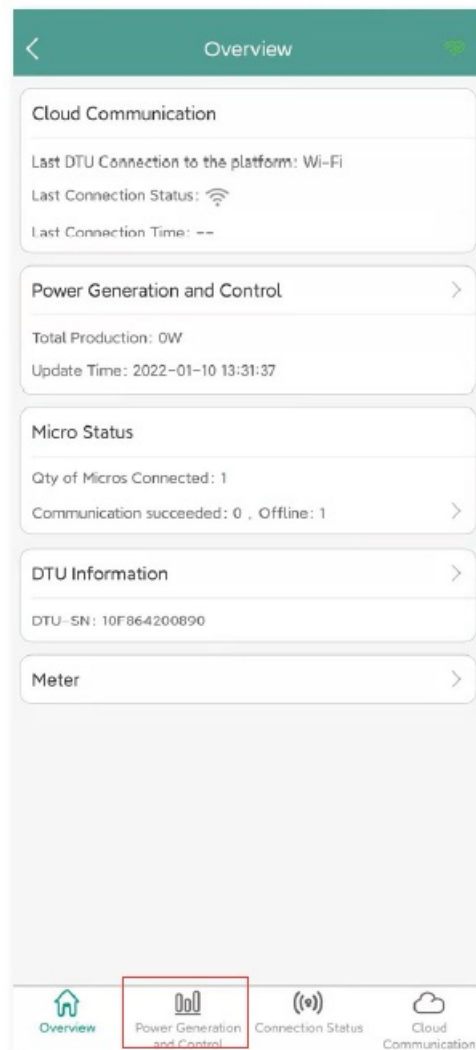 Overview
Cloud Communication
Last DTU Connection to the platform: Wi-Fi
Last Connection Status:
Last Connection Time: --
Power Generation and Control
Total Production: 0W
Update Time: 2022-01-10 13:31:37
Micro Status
Qty of Micros Connected: 1
Communication succeeded: 0 , Offline: 1
DTU Information
DTU-SN: 10F864200890
Meter
Overview
Power Generation
and Control
Connection Status
Cloud
Communication